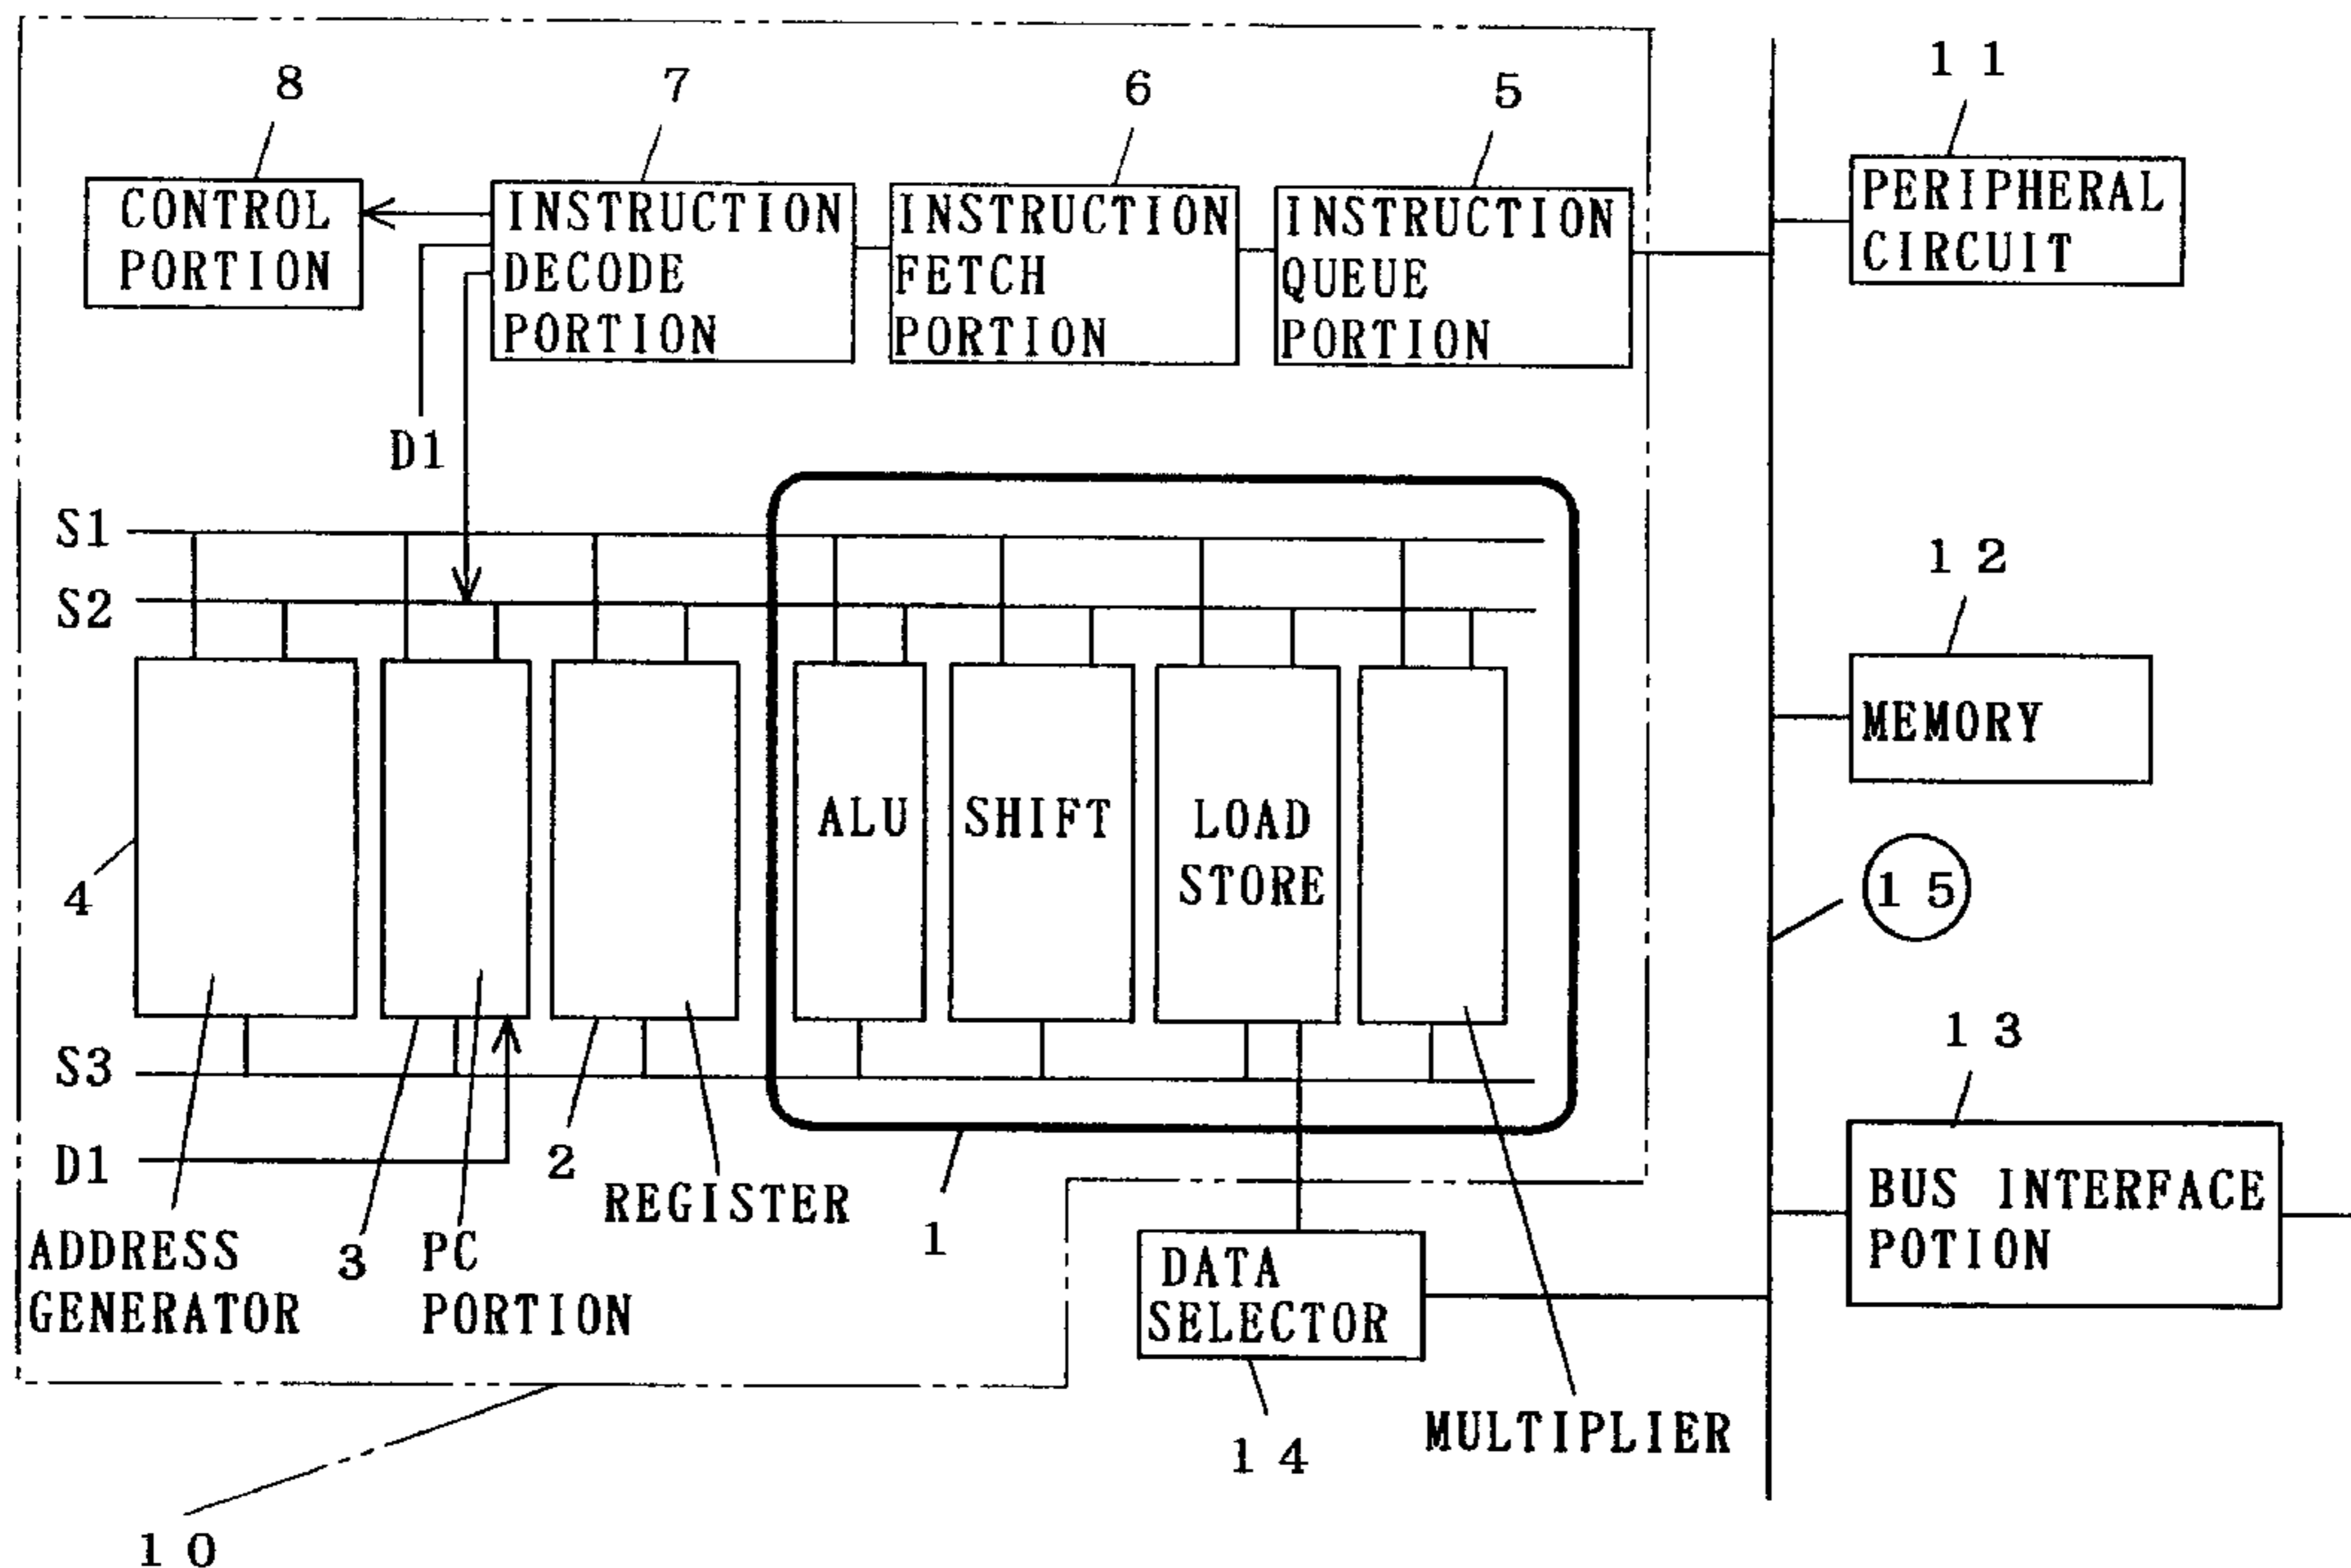 8
7
6
5
1 1
CONTROL
PORTION
INSTRUCTION
DECODE
PORTION
INSTRUCTION
FETCH
PORTION
INSTRUCTION
QUEUE
PORTION
PERIPHERAL
CIRCUIT
D1
S1
S2
1 2
MEMORY
ALU
SHIFT
LOAD
STORE
4
1 5
1 3
S3
D1
2
REGISTER
1
BUS INTERFACE
POTION
ADDRESS
GENERATOR
3
PC
PORTION
DATA
SELECTOR
1 4
MULTIPLIER
1 0